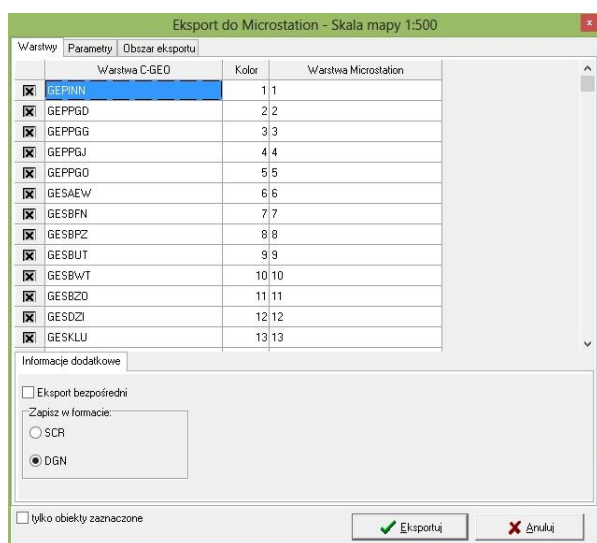 Eksport do Microstation - Skala mapy 1:500 x
Warstwy Parametry Obszar eksportu
Warstwa C-GEO Kolor Warstwa Microstation
GEPINN 1 1
GEPPGD 2 2
GEPPGG 3 3
GEPPGJ 4 4
GEPPGO 5 5
GESAEW 6 6
GESBFN 7 7
GESBPZ 8 8
GESBUT 9 9
GESBWT 10 10
GESBZO 11 11
GESDZI 12 12
GESKLU 13 13
Informacje dodatkowe
Eksport bezpośredni
Zapisz w formacie:
SCR
DGN
tylko obiekty zaznaczone
Eksportuj Anuluj